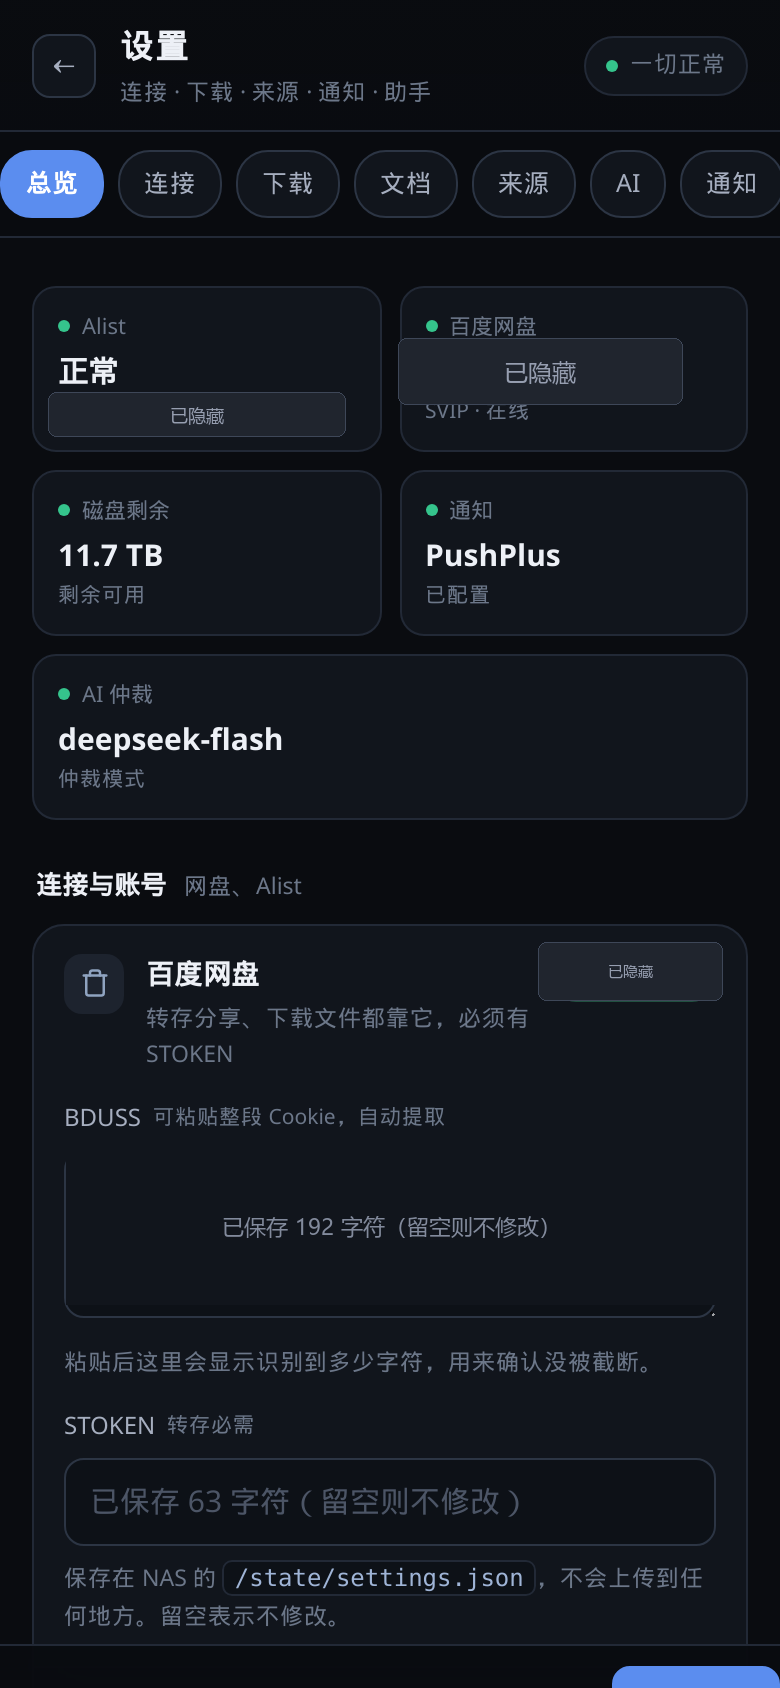 ←
设置
连接 · 下载 · 来源 · 通知 · 助手
一切正常
总览
连接
下载
文档
来源
AI
通知
Alist
正常
已隐藏
百度网盘
已隐藏
SVIP · 在线
磁盘剩余
11.7 TB
剩余可用
通知
PushPlus
已配置
AI 仲裁
deepseek-flash
仲裁模式
连接与账号 网盘、Alist
百度网盘
已隐藏
转存分享、下载文件都靠它，必须有
STOKEN
BDUSS 可粘贴整段 Cookie，自动提取
已保存 192 字符（留空则不修改）
粘贴后这里会显示识别到多少字符，用来确认没被截断。
STOKEN 转存必需
已保存 63 字符（留空则不修改）
保存在 NAS 的 /state/settings.json，不会上传到任
何地方。留空表示不修改。